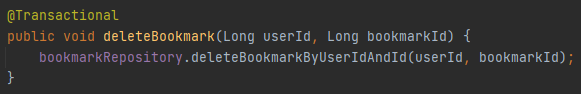 @Transactional
public void deleteBookmark(Long userId, Long bookmarkId) {
    bookmarkRepository.deleteBookmarkByUserIdAndId(userId, bookmarkId);
}